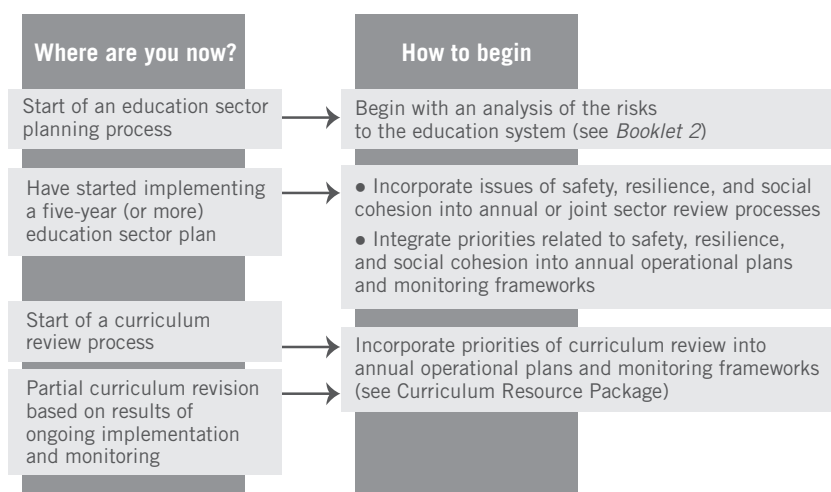 Where are you now?
How to begin
Start of an education sector
planning process
Begin with an analysis of the risks
to the education system (see Booklet 2)
Have started implementing
a five-year (or more)
education sector plan
● Incorporate issues of safety, resilience, and social
cohesion into annual or joint sector review processes
● Integrate priorities related to safety, resilience,
and social cohesion into annual operational plans
and monitoring frameworks
Start of a curriculum
review process
Partial curriculum revision
based on results of
ongoing implementation
and monitoring
Incorporate priorities of curriculum review into
annual operational plans and monitoring frameworks
(see Curriculum Resource Package)